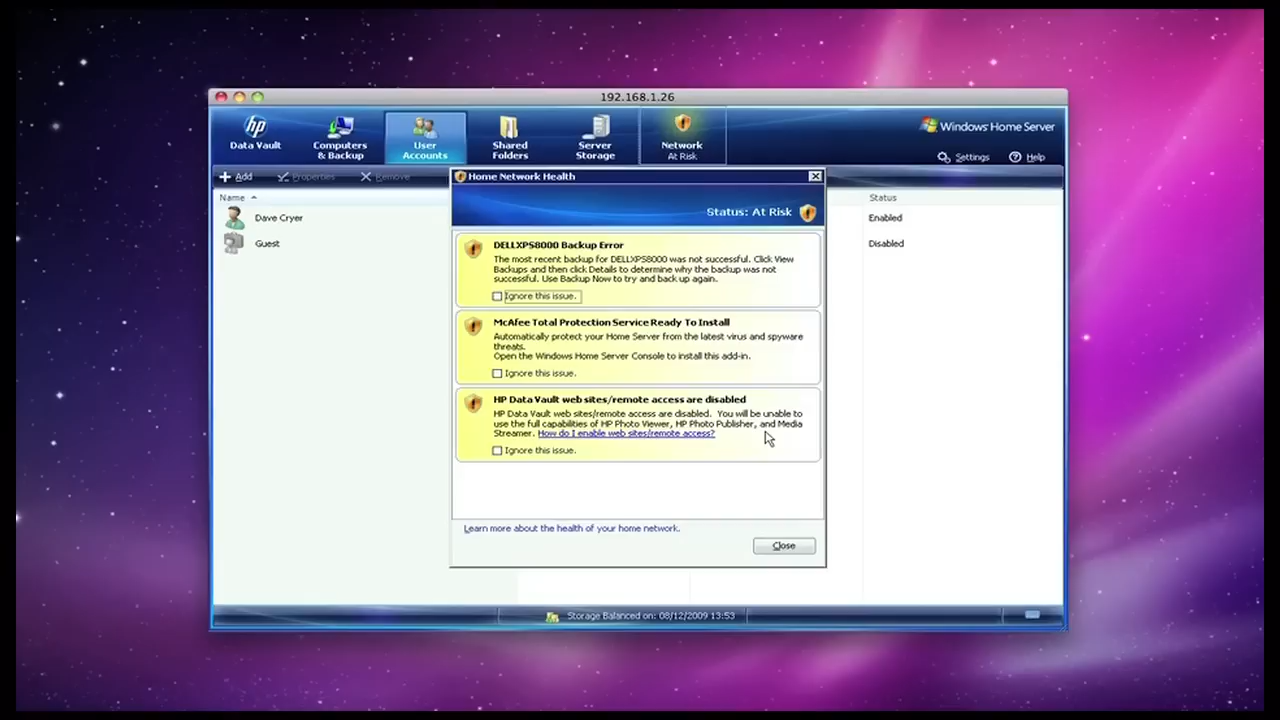 192.168.1.26
hp
Data Vault
Computers
& Backup
User
Accounts
Shared
Folders
Server
Storage
Network
At Risk
Windows Home Server
Settings
Help
Add
Properties
Remove
Home Network Health
Status: At Risk
Name
Status
Dave Cryer
Enabled
Guest
Disabled
DELLXPS8000 Backup Error
The most recent backup for DELLXPS8000 was not successful. Click View
Backups and then click Details to determine why the backup was not
successful. Use Backup Now to try and back up again.
Ignore this issue.
McAfee Total Protection Service Ready To Install
Automatically protect your Home Server from the latest virus and spyware
threats.
Open the Windows Home Server Console to install this add-in.
Ignore this issue.
HP Data Vault web sites/remote access are disabled
HP Data Vault web sites/remote access are disabled. You will be unable to
use the full capabilities of HP Photo Viewer, HP Photo Publisher, and Media
Streamer. How do I enable web sites/remote access?
Ignore this issue.
Learn more about the health of your home network.
Close
Storage Balanced on: 08/12/2009 13:53